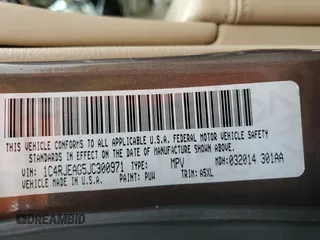 THIS VEHICLE CONFORMS TO ALL APPLICABLE U.S.A. FEDERAL MOTOR VEHICLE SAFETY
STANDARDS IN EFFECT ON THE DATE OF MANUFACTURE SHOWN ABOVE.
VIN: 1C4RJEAG5JC300971 TYPE: MPV MDH:032014 301AA
VEHICLE MADE IN U.S.A. PAINT: PUW TRIM: A5XL
DREAMBID